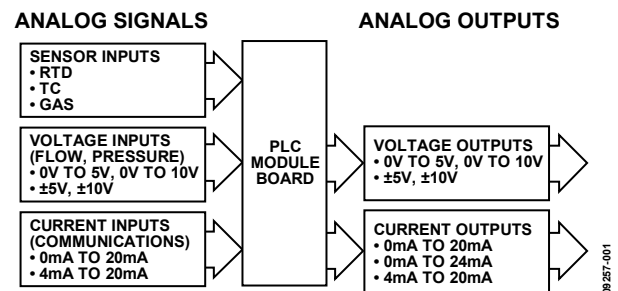 ANALOG SIGNALS
ANALOG OUTPUTS
SENSOR INPUTS
• RTD
• TC
• GAS
VOLTAGE INPUTS
(FLOW, PRESSURE)
• 0V TO 5V, 0V TO 10V
• ±5V, ±10V
CURRENT INPUTS
(COMMUNICATIONS)
• 0mA TO 20mA
• 4mA TO 20mA
PLC
MODULE
BOARD
VOLTAGE OUTPUTS
• 0V TO 5V, 0V TO 10V
• ±5V, ±10V
CURRENT OUTPUTS
• 0mA TO 20mA
• 0mA TO 24mA
• 4mA TO 20mA
09257-001